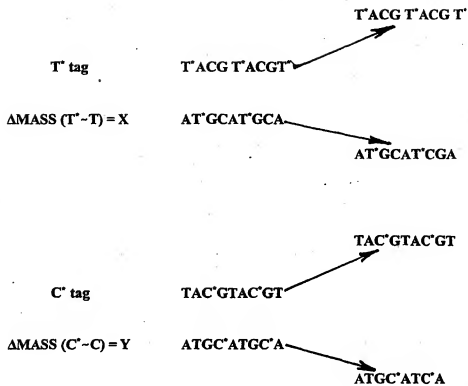 T*ACG T*ACG T*
T* tag T*ACG T*ACGT*
ΔMASS (T*~T) = X AT*GCAT*GCA
AT*GCAT*CGA
TAC*GTAC*GT
C* tag TAC*GTAC*GT
ΔMASS (C*~C) = Y ATGC*ATGC*A
ATGC*ATC*A